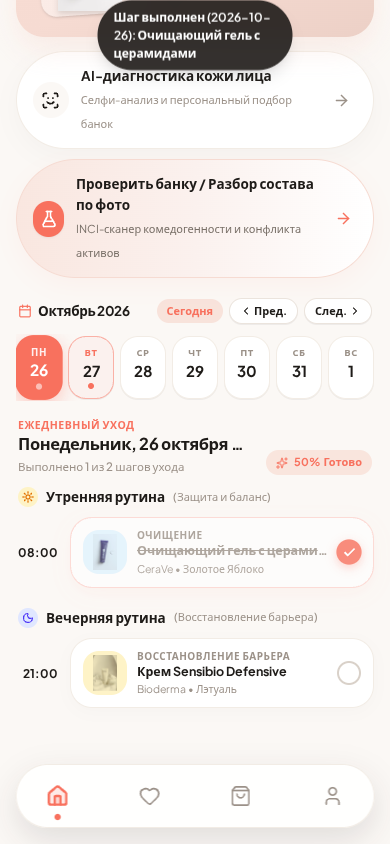 Шаг выполнен (2026-10-
26): Очищающий гель с
церамидами
AI-диагностика кожи лица
Селфи-анализ и персональный подбор
банок
Проверить банку / Разбор состава
по фото
INCI-сканер комедогенности и конфликта
активов
Октябрь 2026
Сегодня
Пред.
След.
ПН
26
ВТ
27
СР
28
ЧТ
29
ПТ
30
СБ
31
ВС
1
ЕЖЕДНЕВНЫЙ УХОД
Понедельник, 26 октября ...
Выполнено 1 из 2 шагов ухода
50% Готово
Утренняя рутина (Защита и баланс)
08:00
ОЧИЩЕНИЕ
Очищающий гель с церами...
CeraVe • Золотое Яблоко
Вечерняя рутина (Восстановление барьера)
21:00
ВОССТАНОВЛЕНИЕ БАРЬЕРА
Крем Sensibio Defensive
Bioderma • Лэтуаль